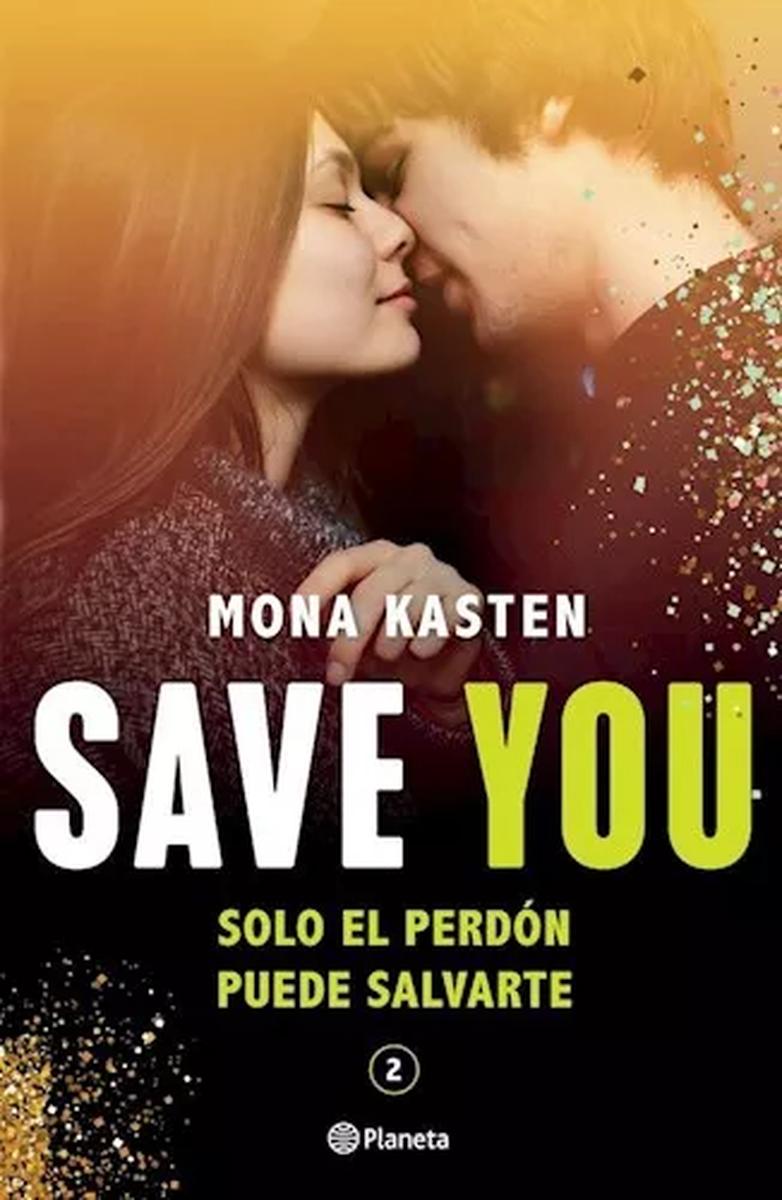 MONA KASTEN
SAVE YOU
SOLO EL PERDÓN
PUEDE SALVARTE
2
Planeta